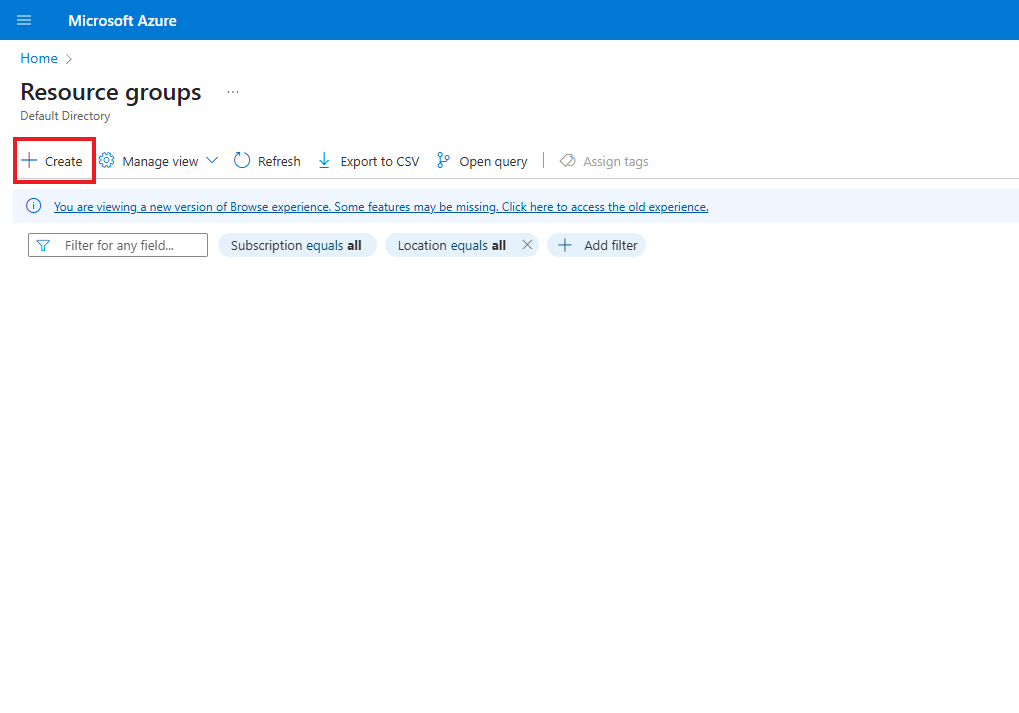 Microsoft Azure
Home
Resource groups ...
Default Directory
Create Manage view Refresh Export to CSV Open query Assign tags
You are viewing a new version of Browse experience. Some features may be missing. Click here to access the old experience.
Filter for any field... Subscription equals all Location equals all Add filter